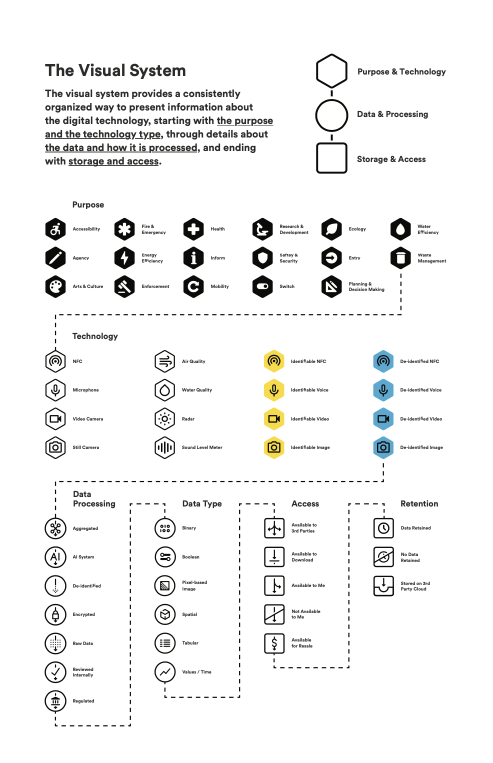 The Visual System
The visual system provides a consistently
organized way to present information about
the digital technology, starting with the purpose
and the technology type, through details about
the data and how it is processed, and ending
with storage and access.
Purpose & Technology
Data & Processing
Storage & Access
Purpose
Accessibility
Fire &
Emergency
Health
Research &
Development
Ecology
Water
Efficiency
Agency
Energy
Efficiency
Inform
Saftey &
Security
Entry
Waste
Management
Arts & Culture
Enforcement
Mobility
Switch
Planning &
Decision Making
Technology
NFC
Air Quality
Identifiable NFC
De-identified NFC
Microphone
Water Quality
Identifiable Voice
De-identified Voice
Video Camera
Radar
Identifiable Video
De-identified Video
Still Camera
Sound Level Meter
Identifiable Image
De-identified Image
Data
Processing
Aggregated
AI
AI System
De-identified
Encrypted
Raw Data
Reviewed
Internally
Regulated
Data Type
Binary
Boolean
Pixel-based
Image
Spatial
Tabular
Values / Time
Access
Available to
3rd Parties
Available to
Download
Available to Me
Not Available
to Me
$
Available
for Resale
Retention
Data Retained
No Data
Retained
Stored on 3rd
Party Cloud